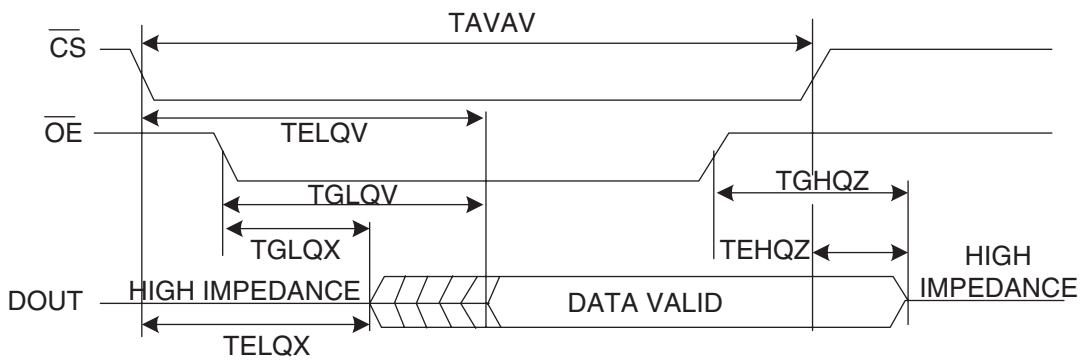 TAVAV
CS
TELQV
OE
TGHQZ
TGLQV
TGLQX
TEHQZ
HIGH
IMPEDANCE
HIGH IMPEDANCE
DATA VALID
DOUT
TELQX